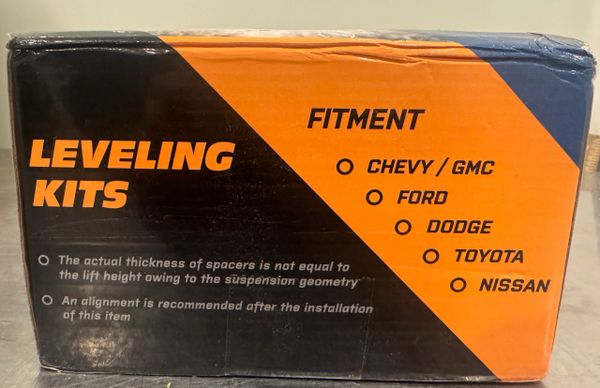 LEVELING
KITS
The actual thickness of spacers is not equal to
the lift height owing to the suspension geometry
An alignment is recommended after the installation
of this item
FITMENT
CHEVY / GMC
FORD
DODGE
TOYOTA
NISSAN